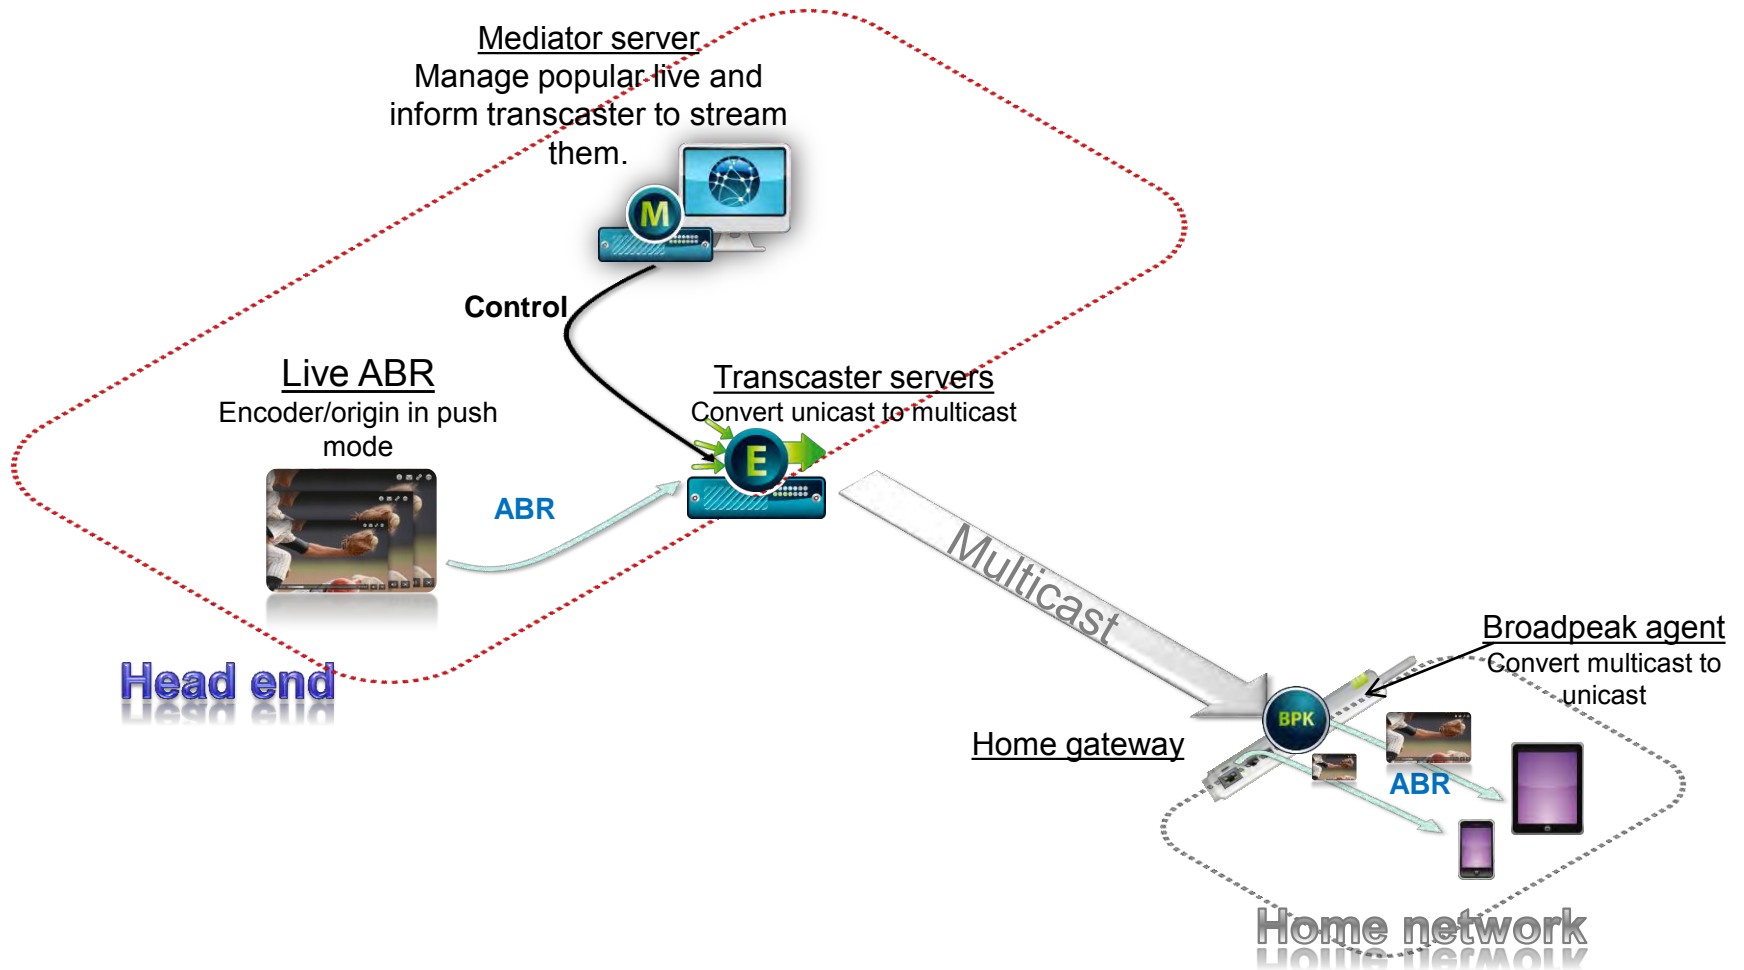 Mediator server
Manage popular live and
inform transcaster to stream
them.
M
Control
Live ABR
Encoder/origin in push
mode
Transcaster servers
Convert unicast to multicast
E
ABR
Multicast
Head end
Broadpeak agent
Convert multicast to
unicast
BPK
Home gateway
ABR
Home network